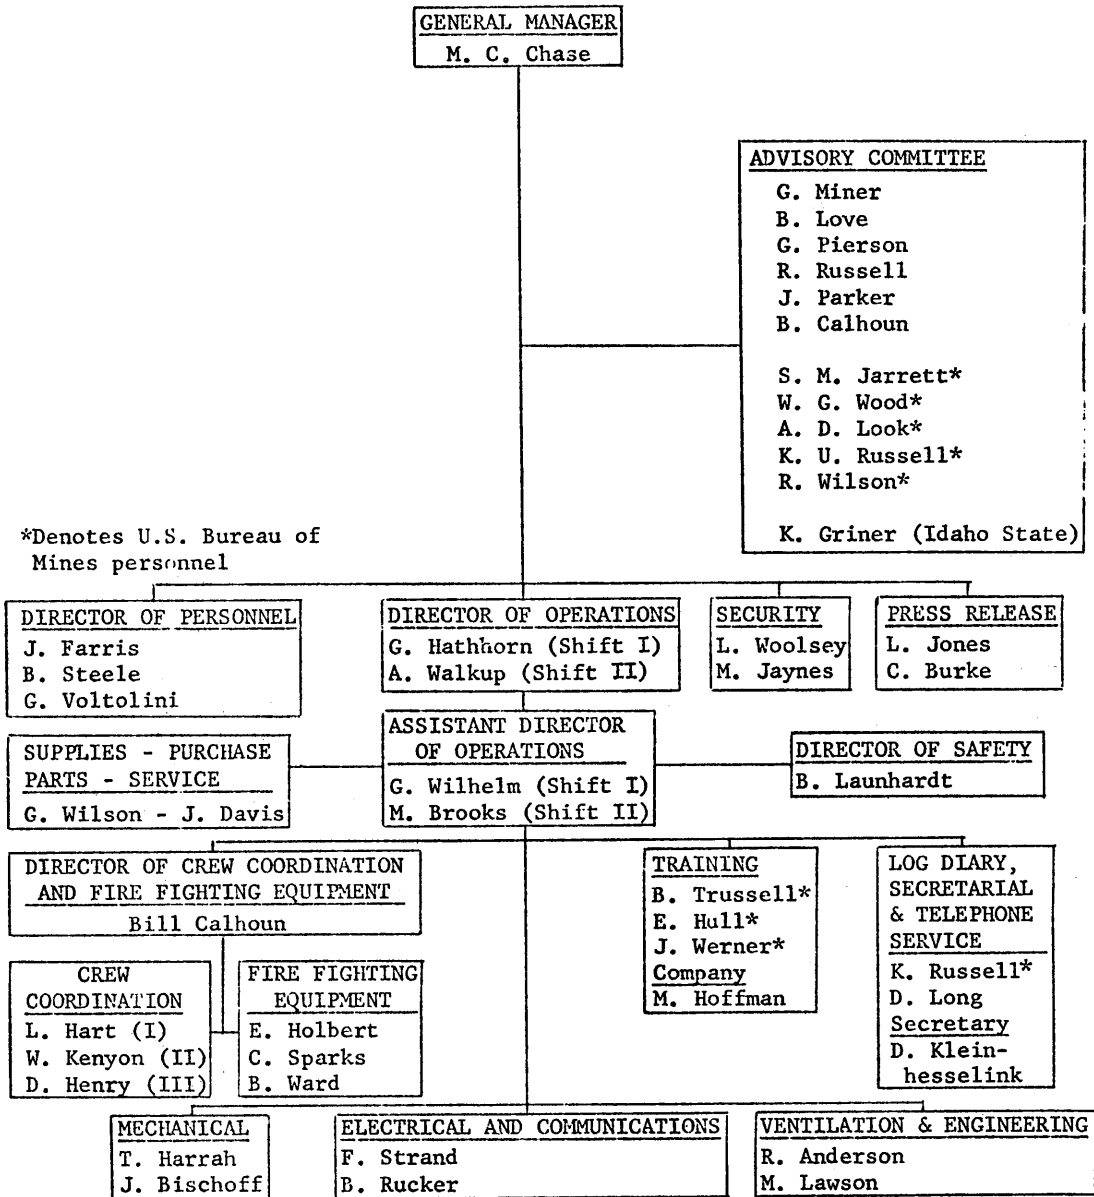 GENERAL MANAGER
M. C. Chase
ADVISORY COMMITTEE
G. Miner
B. Love
G. Pierson
R. Russell
J. Parker
B. Calhoun
S. M. Jarrett*
W. G. Wood*
A. D. Look*
K. U. Russell*
R. Wilson*
K. Griner (Idaho State)
*Denotes U.S. Bureau of
Mines personnel
DIRECTOR OF PERSONNEL
J. Farris
B. Steele
G. Voltolini
DIRECTOR OF OPERATIONS
G. Hathhorn (Shift I)
A. Walkup (Shift II)
SECURITY
L. Woolsey
M. Jaynes
PRESS RELEASE
L. Jones
C. Burke
SUPPLIES - PURCHASE
PARTS - SERVICE
G. Wilson - J. Davis
ASSISTANT DIRECTOR
OF OPERATIONS
G. Wilhelm (Shift I)
M. Brooks (Shift II)
DIRECTOR OF SAFETY
B. Launhardt
DIRECTOR OF CREW COORDINATION
AND FIRE FIGHTING EQUIPMENT
Bill Calhoun
CREW
COORDINATION
L. Hart (I)
W. Kenyon (II)
D. Henry (III)
FIRE FIGHTING
EQUIPMENT
E. Holbert
C. Sparks
B. Ward
TRAINING
B. Trussell*
E. Hull*
J. Werner*
Company
M. Hoffman
LOG DIARY,
SECRETARIAL
& TELEPHONE
SERVICE
K. Russell*
D. Long
Secretary
D. Klein-
hesselink
MECHANICAL
T. Harrah
J. Bischoff
ELECTRICAL AND COMMUNICATIONS
F. Strand
B. Rucker
VENTILATION & ENGINEERING
R. Anderson
M. Lawson